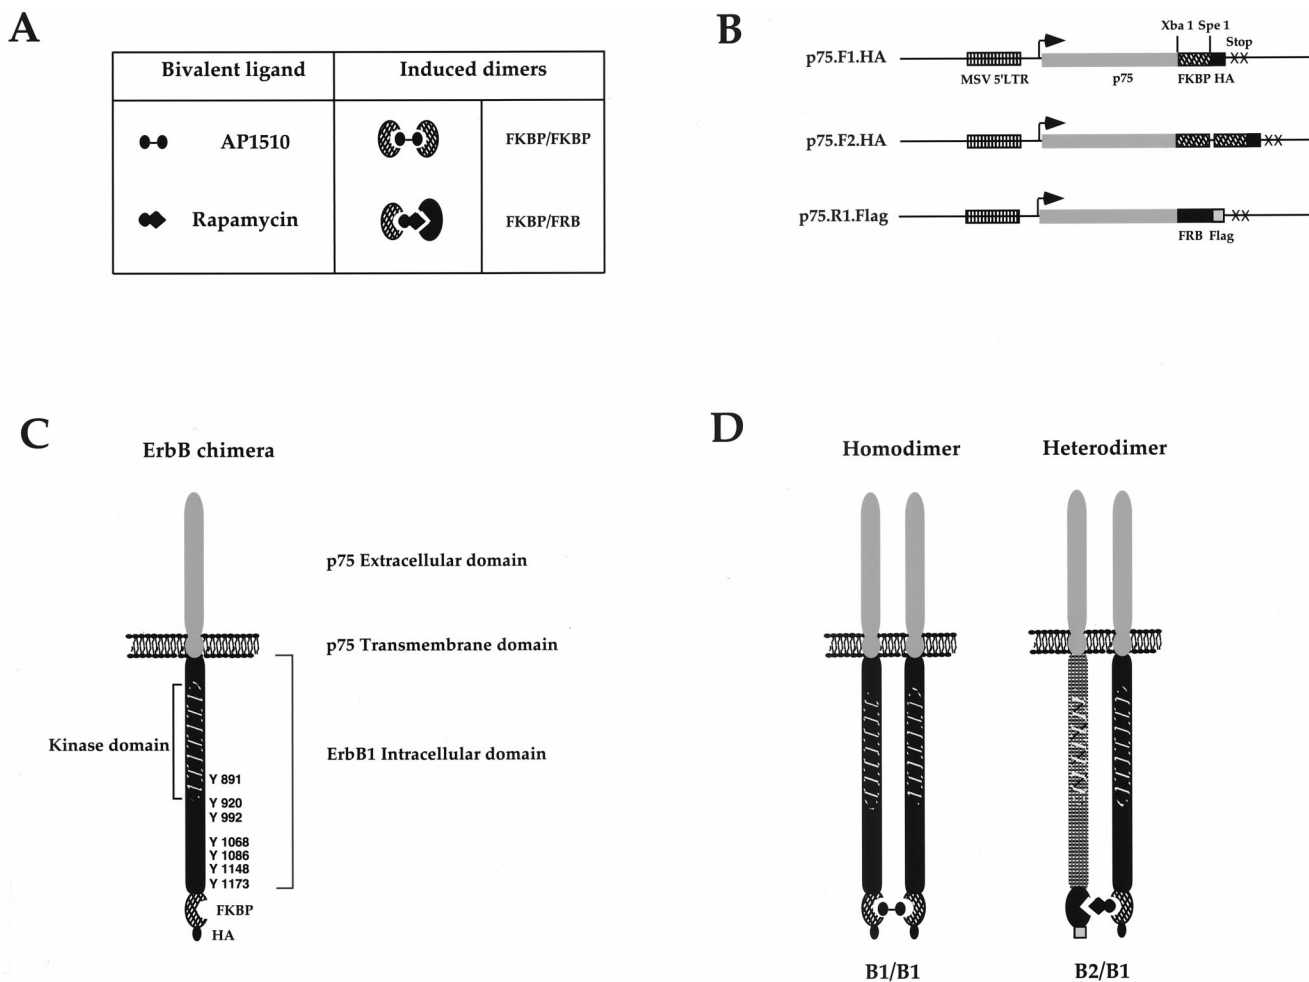 A
Bivalent ligand
Induced dimers
AP1510
FKBP/FKBP
Rapamycin
FKBP/FRB
B
Xba 1 Spe 1
Stop
p75.F1.HA
XX
MSV 5'LTR
p75
FKBP HA
p75.F2.HA
XX
p75.R1.Flag
XX
FRB Flag
C
ErbB chimera
p75 Extracellular domain
p75 Transmembrane domain
Kinase domain
ErbB1 Intracellular domain
Y 891
Y 920
Y 992
Y 1068
Y 1086
Y 1148
Y 1173
FKBP
HA
D
Homodimer
Heterodimer
B1/B1
B2/B1